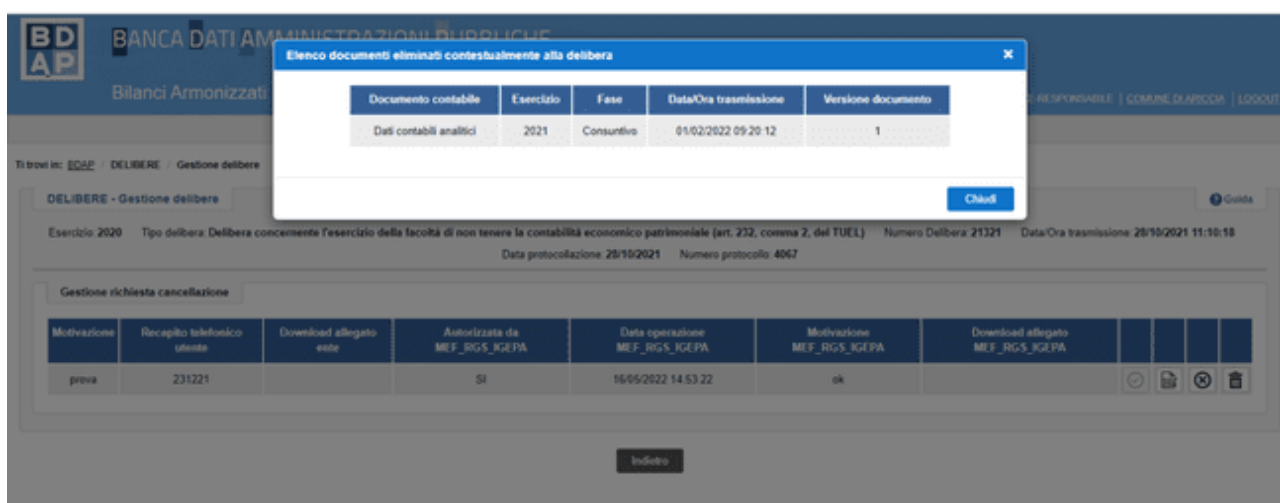 BD
AP
BANCA DATI AMMINISTRAZIONI PUBBLICHE
Bilanci Armonizzati
RESPONSABILE | COMUNE DI ARICCIA | LOGOUT
Elenco documenti eliminati contestualmente alla delibera
Documento contabile Esercizio Fase Data/Ora trasmissione Versione documento
Dati contabili analitici 2021 Consuntivo 01/02/2022 09:20:12 1
Chiudi
Ti trovi in: BDAP / DELIBERE / Gestione delibere
DELIBERE - Gestione delibere
Guida
Esercizio: 2020 Tipo delibera: Delibera concernente l'esercizio della facoltà di non tenere la contabilità economico patrimoniale (art. 232, comma 2, del TUEL) Numero Delibera: 21321 Data/Ora trasmissione: 28/10/2021 11:10:18
Data protocollazione: 28/10/2021 Numero protocollo: 4067
Gestione richiesta cancellazione
Motivazione Recapito telefonico utente Download allegato ente Autorizzata da MEF_RGS_IGEPA Data operazione MEF_RGS_IGEPA Motivazione MEF_RGS_IGEPA Download allegato MEF_RGS_IGEPA
prova 231221 SI 16/05/2022 14.53.22 ok
Indietro